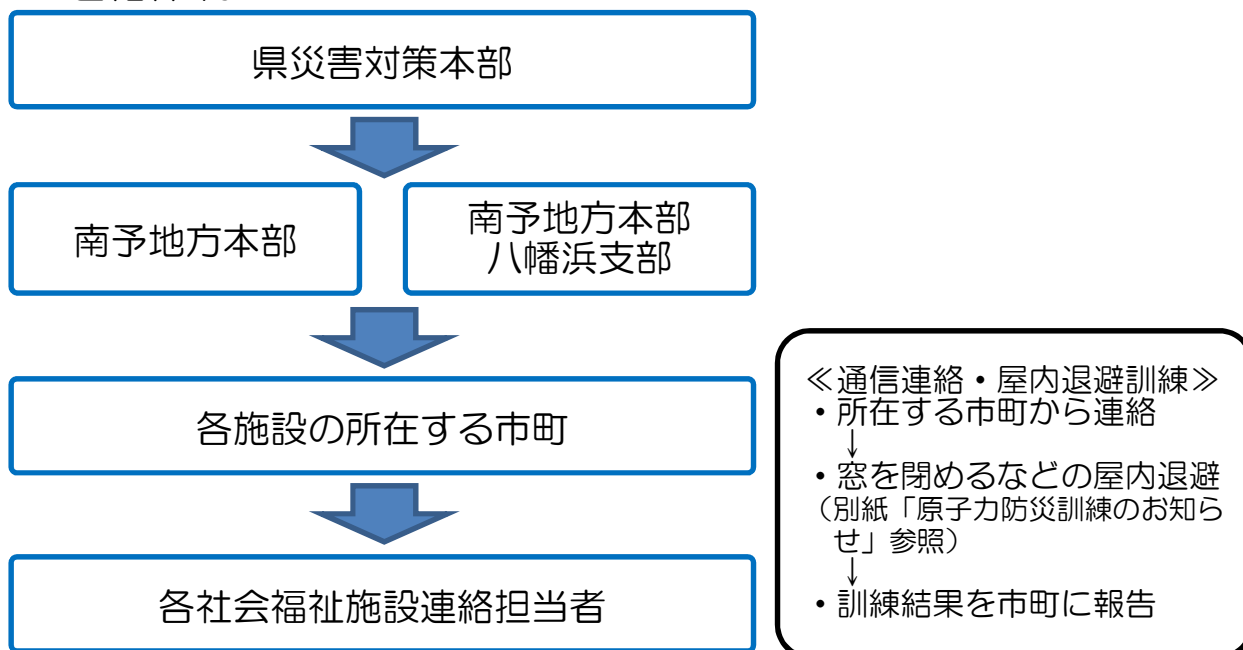 県災害対策本部
南予地方本部
南予地方本部
八幡浜支部
各施設の所在する市町
各社会福祉施設連絡担当者
≪通信連絡・屋内退避訓練≫
・所在する市町から連絡
↓
・窓を閉めるなどの屋内退避
（別紙「原子力防災訓練のお知ら
せ」参照）
↓
・訓練結果を市町に報告